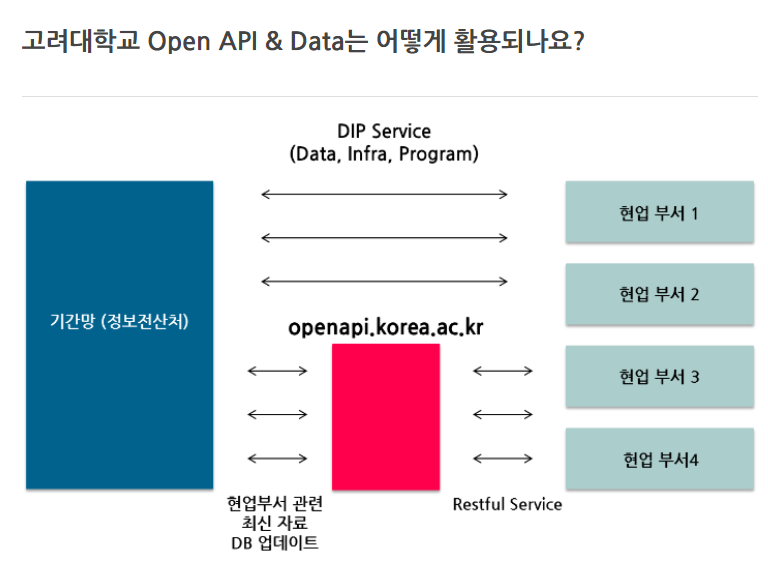 고려대학교 Open API & Data는 어떻게 활용되나요?
DIP Service
(Data, Infra, Program)
현업 부서 1
현업 부서 2
기간망 (정보전산처)
openapi.korea.ac.kr
현업 부서 3
현업 부서4
현업부서 관련
최신 자료
DB 업데이트
Restful Service